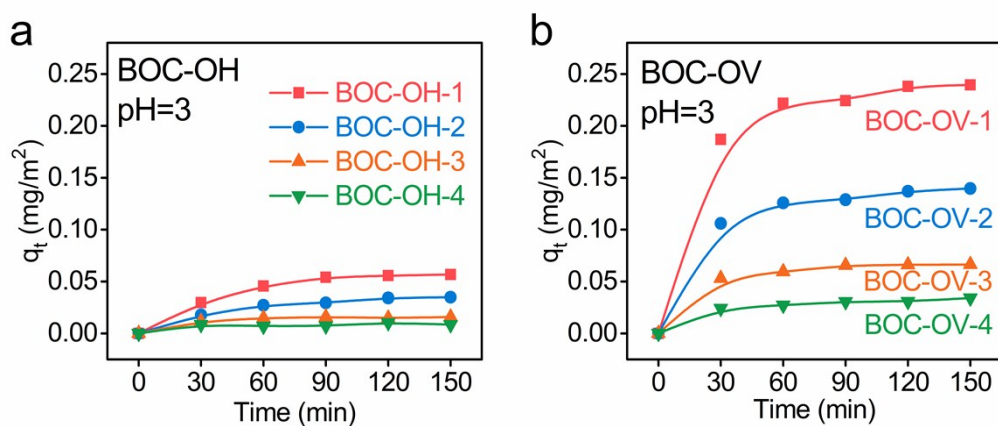 a
BOC-OH
pH=3
BOC-OH-1
BOC-OH-2
BOC-OH-3
BOC-OH-4
0.25
0.20
0.15
0.10
0.05
0.00
qt (mg/m²)
0 30 60 90 120 150
Time (min)
b
BOC-OV
pH=3
BOC-OV-1
BOC-OV-2
BOC-OV-3
BOC-OV-4
0.25
0.20
0.15
0.10
0.05
0.00
qt (mg/m²)
0 30 60 90 120 150
Time (min)